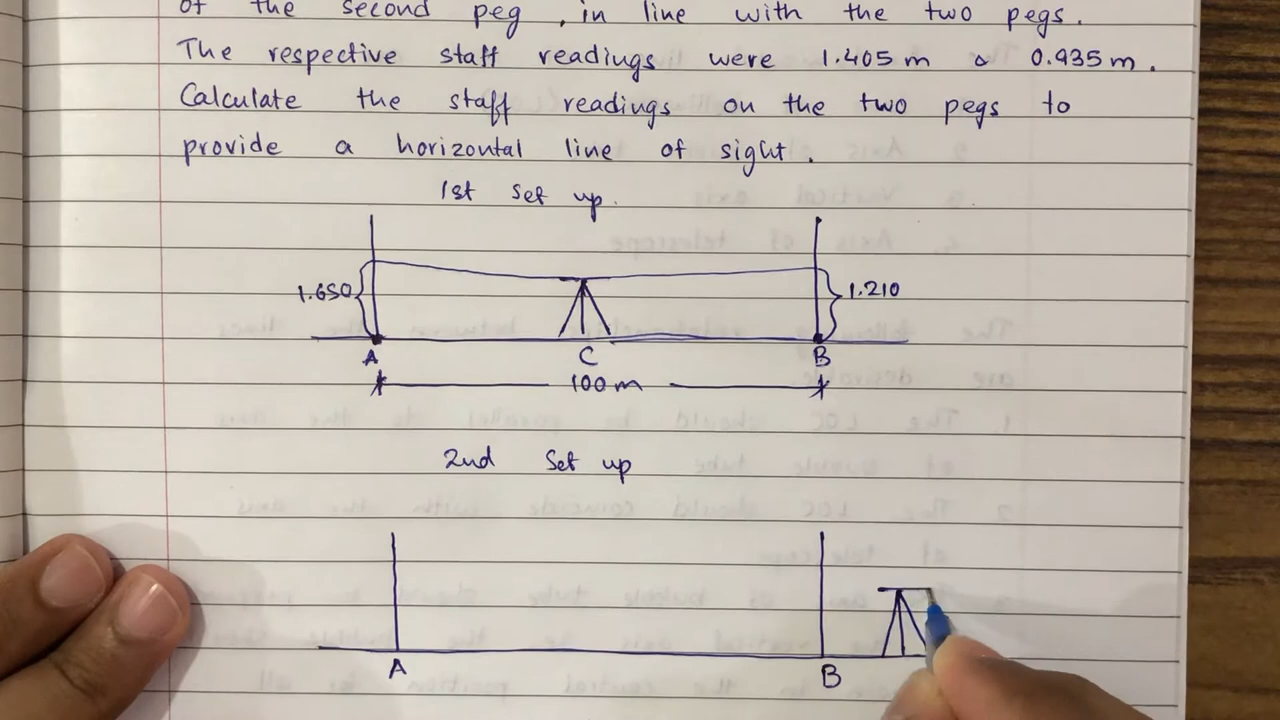 of the second peg , in line with the two pegs.
The respective staff readings were 1.405 m & 0.935 m.
Calculate the staff readings on the two pegs to
provide a horizontal line of sight.
1st Set up.
1.650
1.210
A C B
100 m
2nd Set up
A B